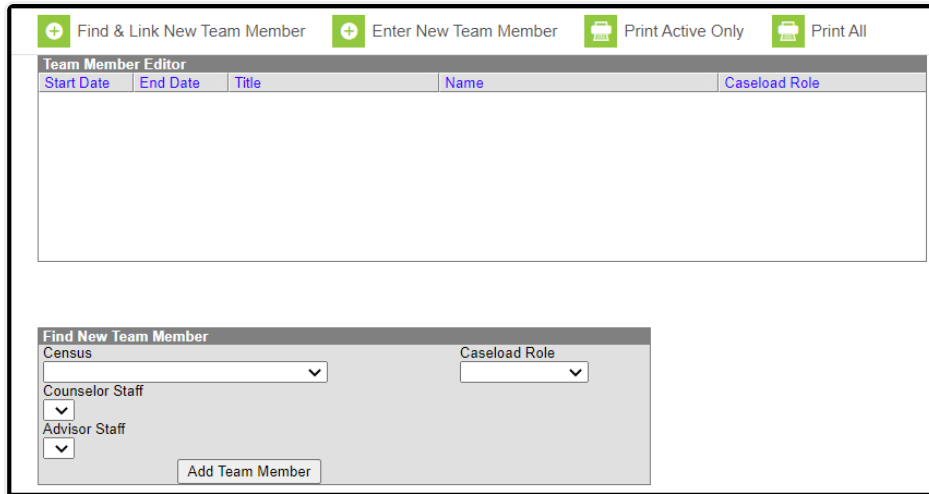 Find & Link New Team Member Enter New Team Member Print Active Only Print All
Team Member Editor
Start Date End Date Title Name Caseload Role
Find New Team Member
Census Caseload Role
Counselor Staff
Advisor Staff
Add Team Member